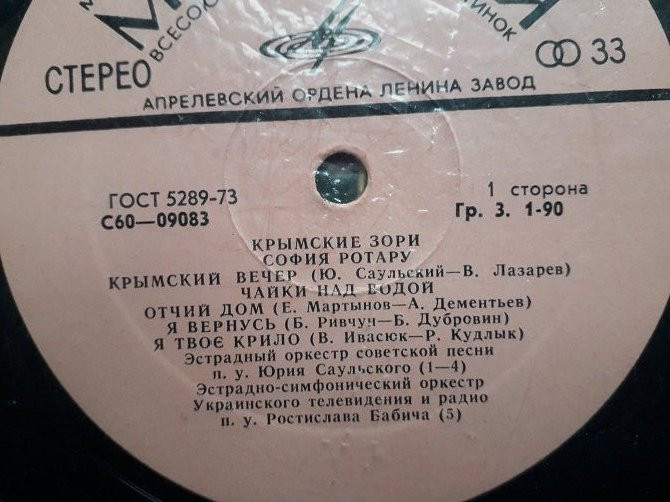 СТЕРЕО
ВСЕСОЮ
33
АПРЕЛЕВСКИЙ ОРДЕНА ЛЕНИНА ЗАВОД
ГОСТ 5289-73
С60—09083
1 сторона
Гр. 3. 1-90
КРЫМСКИЕ ЗОРИ
СОФИЯ РОТАРУ
КРЫМСКИЙ ВЕЧЕР (Ю. Саульский—В. Лазарев)
ЧАЙКИ НАД ВОДОЙ
ОТЧИЙ ДОМ (Е. Мартынов—А. Дементьев)
Я ВЕРНУСЬ (Б. Ривчун—Б. Дубровин)
Я ТВОЄ КРИЛО (В. Ивасюк—Р. Кудлык)
Эстрадный оркестр советской песни
п. у. Юрия Саульского (1—4)
Эстрадно-симфонический оркестр
Украинского телевидения и радио
п. у. Ростислава Бабича (5)